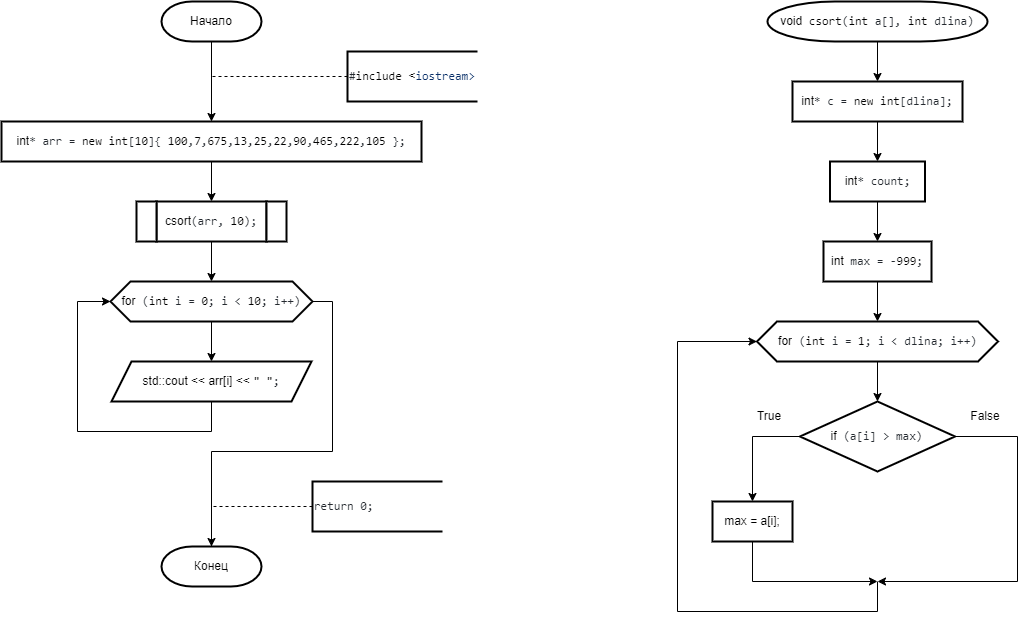 Начало
#include <iostream>
int* arr = new int[10]{ 100,7,675,13,25,22,90,465,222,105 };
csort(arr, 10);
for (int i = 0; i < 10; i++)
std::cout << arr[i] << " ";
return 0;
Конец
void csort(int a[], int dlina)
int* c = new int[dlina];
int* count;
int max = -999;
for (int i = 1; i < dlina; i++)
True
False
if (a[i] > max)
max = a[i];